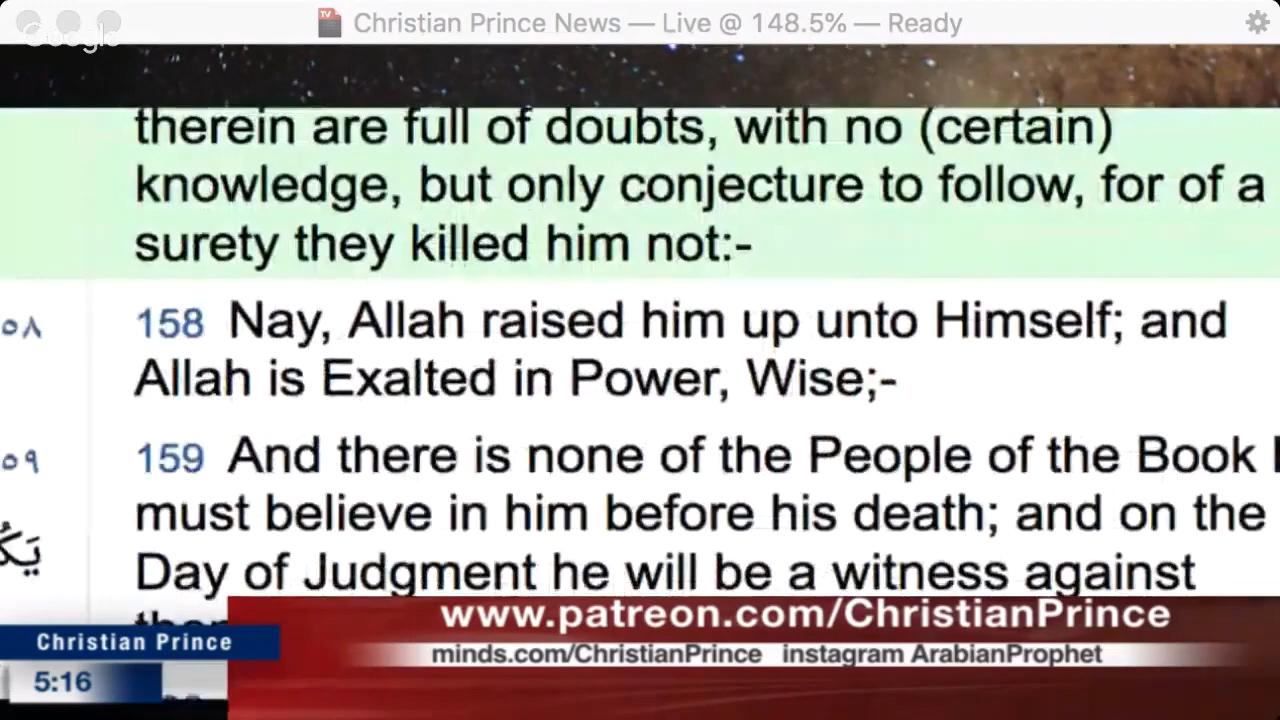 Christian Prince News — Live @ 148.5% — Ready
Google
therein are full of doubts, with no (certain)
knowledge, but only conjecture to follow, for of a
surety they killed him not:-
٥٨
158 Nay, Allah raised him up unto Himself; and
Allah is Exalted in Power, Wise;-
٥٩
159 And there is none of the People of the Book
must believe in him before his death; and on the
Day of Judgment he will be a witness against
www.patreon.com/ChristianPrince
Christian Prince
minds.com/ChristianPrince instagram ArabianProphet
5:16